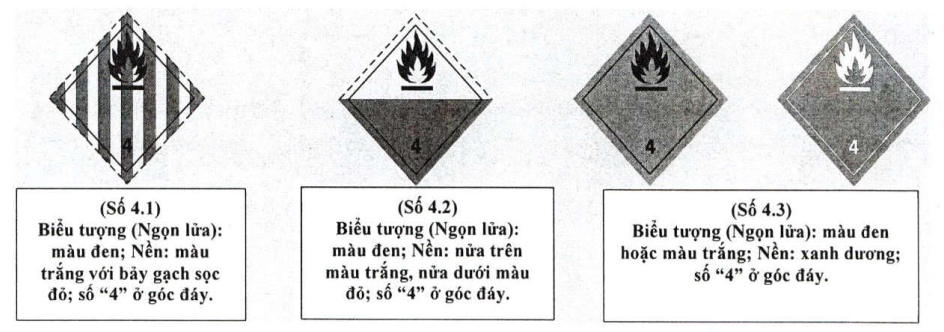 4
4
4
4
(Số 4.1)
Biểu tượng (Ngọn lửa):
màu đen; Nền: màu
trắng với bảy gạch sọc
đỏ; số “4” ở góc đáy.
(Số 4.2)
Biểu tượng (Ngọn lửa):
màu đen; Nền: nửa trên
màu trắng, nửa dưới màu
đỏ; số “4” ở góc đáy.
(Số 4.3)
Biểu tượng (Ngọn lửa): màu đen
hoặc màu trắng; Nền: xanh dương;
số “4” ở góc đáy.